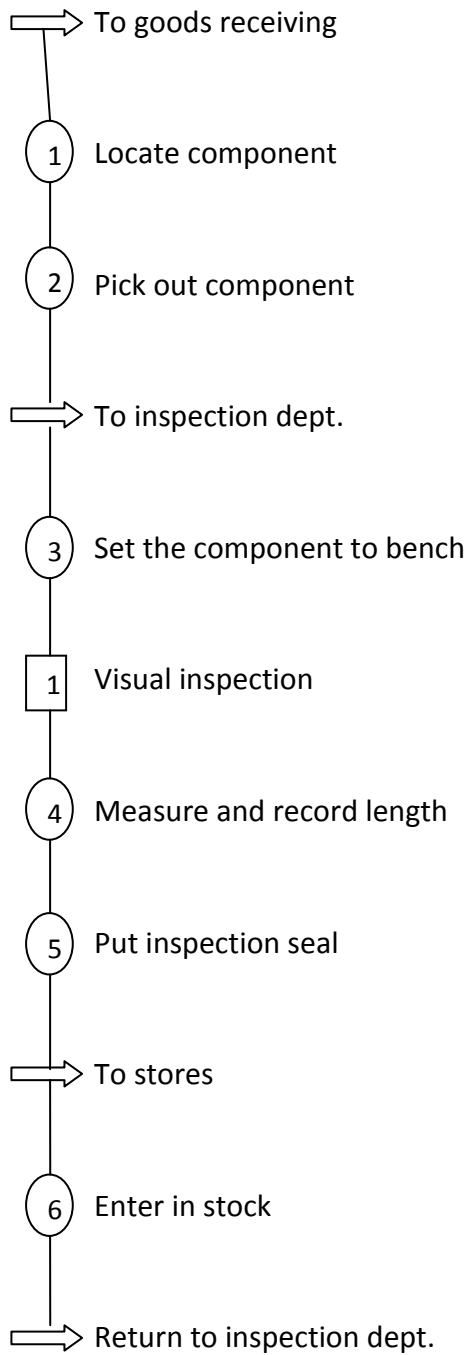 To goods receiving
1 Locate component
2 Pick out component
To inspection dept.
3 Set the component to bench
1 Visual inspection
4 Measure and record length
5 Put inspection seal
To stores
6 Enter in stock
Return to inspection dept.